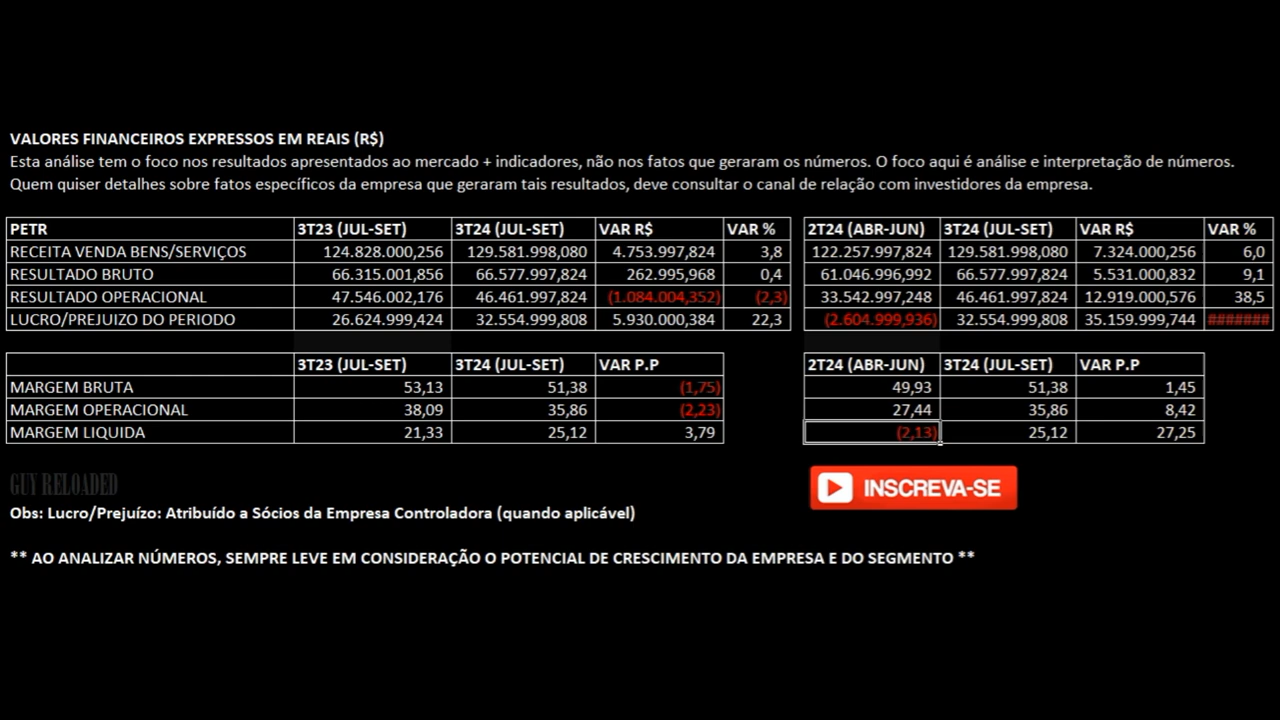 VALORES FINANCEIROS EXPRESSOS EM REAIS (R$)
Esta análise tem o foco nos resultados apresentados ao mercado + indicadores, não nos fatos que geraram os números. O foco aqui é análise e interpretação de números.
Quem quiser detalhes sobre fatos específicos da empresa que geraram tais resultados, deve consultar o canal de relação com investidores da empresa.
PETR 3T23 (JUL-SET) 3T24 (JUL-SET) VAR R$ VAR % 2T24 (ABR-JUN) 3T24 (JUL-SET) VAR R$ VAR %
RECEITA VENDA BENS/SERVIÇOS 124.828.000,256 129.581.998,080 4.753.997,824 3,8 122.257.997,824 129.581.998,080 7.324.000,256 6,0
RESULTADO BRUTO 66.315.001,856 66.577.997,824 262.995,968 0,4 61.046.996,992 66.577.997,824 5.531.000,832 9,1
RESULTADO OPERACIONAL 47.546.002,176 46.461.997,824 (1.084.004,352) (2,3) 33.542.997,248 46.461.997,824 12.919.000,576 38,5
LUCRO/PREJUIZO DO PERIODO 26.624.999,424 32.554.999,808 5.930.000,384 22,3 (2.604.999,936) 32.554.999,808 35.159.999,744 #######
3T23 (JUL-SET) 3T24 (JUL-SET) VAR P.P 2T24 (ABR-JUN) 3T24 (JUL-SET) VAR P.P
MARGEM BRUTA 53,13 51,38 (1,75) 49,93 51,38 1,45
MARGEM OPERACIONAL 38,09 35,86 (2,23) 27,44 35,86 8,42
MARGEM LIQUIDA 21,33 25,12 3,79 (2,13) 25,12 27,25
GUY RELOADED
INSCREVA-SE
Obs: Lucro/Prejuízo: Atribuído a Sócios da Empresa Controladora (quando aplicável)
** AO ANALIZAR NÚMEROS, SEMPRE LEVE EM CONSIDERAÇÃO O POTENCIAL DE CRESCIMENTO DA EMPRESA E DO SEGMENTO **